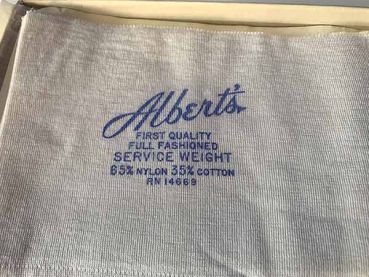 Albert's
FIRST QUALITY
FULL FASHIONED
SERVICE WEIGHT
65% NYLON 35% COTTON
RN 14669